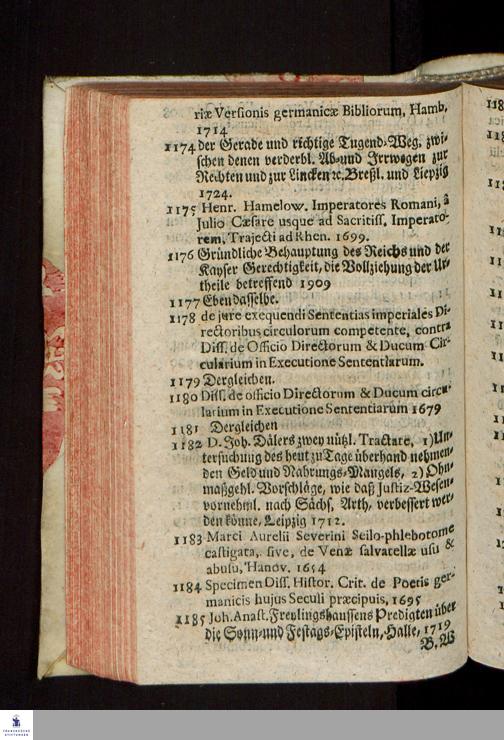 riæ Versionis germanicæ Bibliorum, Hamb,
1714
1174 der Gerade und richtige Tugend-Weg, zwi-
schen denen verderbl. Ab- und Irrwegen zur
Rechten und zur Lincken ꝛc. Breßl. und Liepzig
1724.
1175 Henr. Hamelow. Imperatores Romani, â
Julio Cæsare usque ad Sacritiss. Imperato-
rem, Trajecti ad Rhen. 1699.
1176 Gründliche Behauptung des Reichs und der
Kayser Gerechtigkeit, die Vollziehung der Ur-
theile betreffend 1909
1177 Eben dasselbe.
1178 de jure exequendi Sententias imperiales Di-
rectoribus circulorum competente, contra
Diss. de Officio Directorum & Ducum Cir-
cularium in Executione Sententiarum.
1179 Dergleichen.
1180 Diss. de officio Directorum & Ducum circu-
larium in Executione Sententiarum 1679
1181 Dergleichen
1182 D. Joh. Dälers zwey nützl. Tractate, 1) Un-
tersuchung des heut zu Tage überhand nehmen-
den Geld und Nahrungs-Mangels, 2) Ohn-
maßgebl. Vorschläge, wie daß Justiz-Wesen-
vornehml. nach Sächs. Arth, verbessert wer-
den könne, Leipzig 1712.
1183 Marci Aurelii Severini Seilo-phlebotome
castigata, sive, de Venæ salvatellæ usu &
abusu, Hanov. 1654
1184 Specimen Diss. Histor. Crit. de Poetis ger-
manicis hujus Seculi præcipuis, 1695
1185 Joh. Anast. Freylingshaussens Predigten über
die Sonn- und Festags-Episteln, Halle, 1719
B. W
FRANCKESCHE
STIFTUNGEN